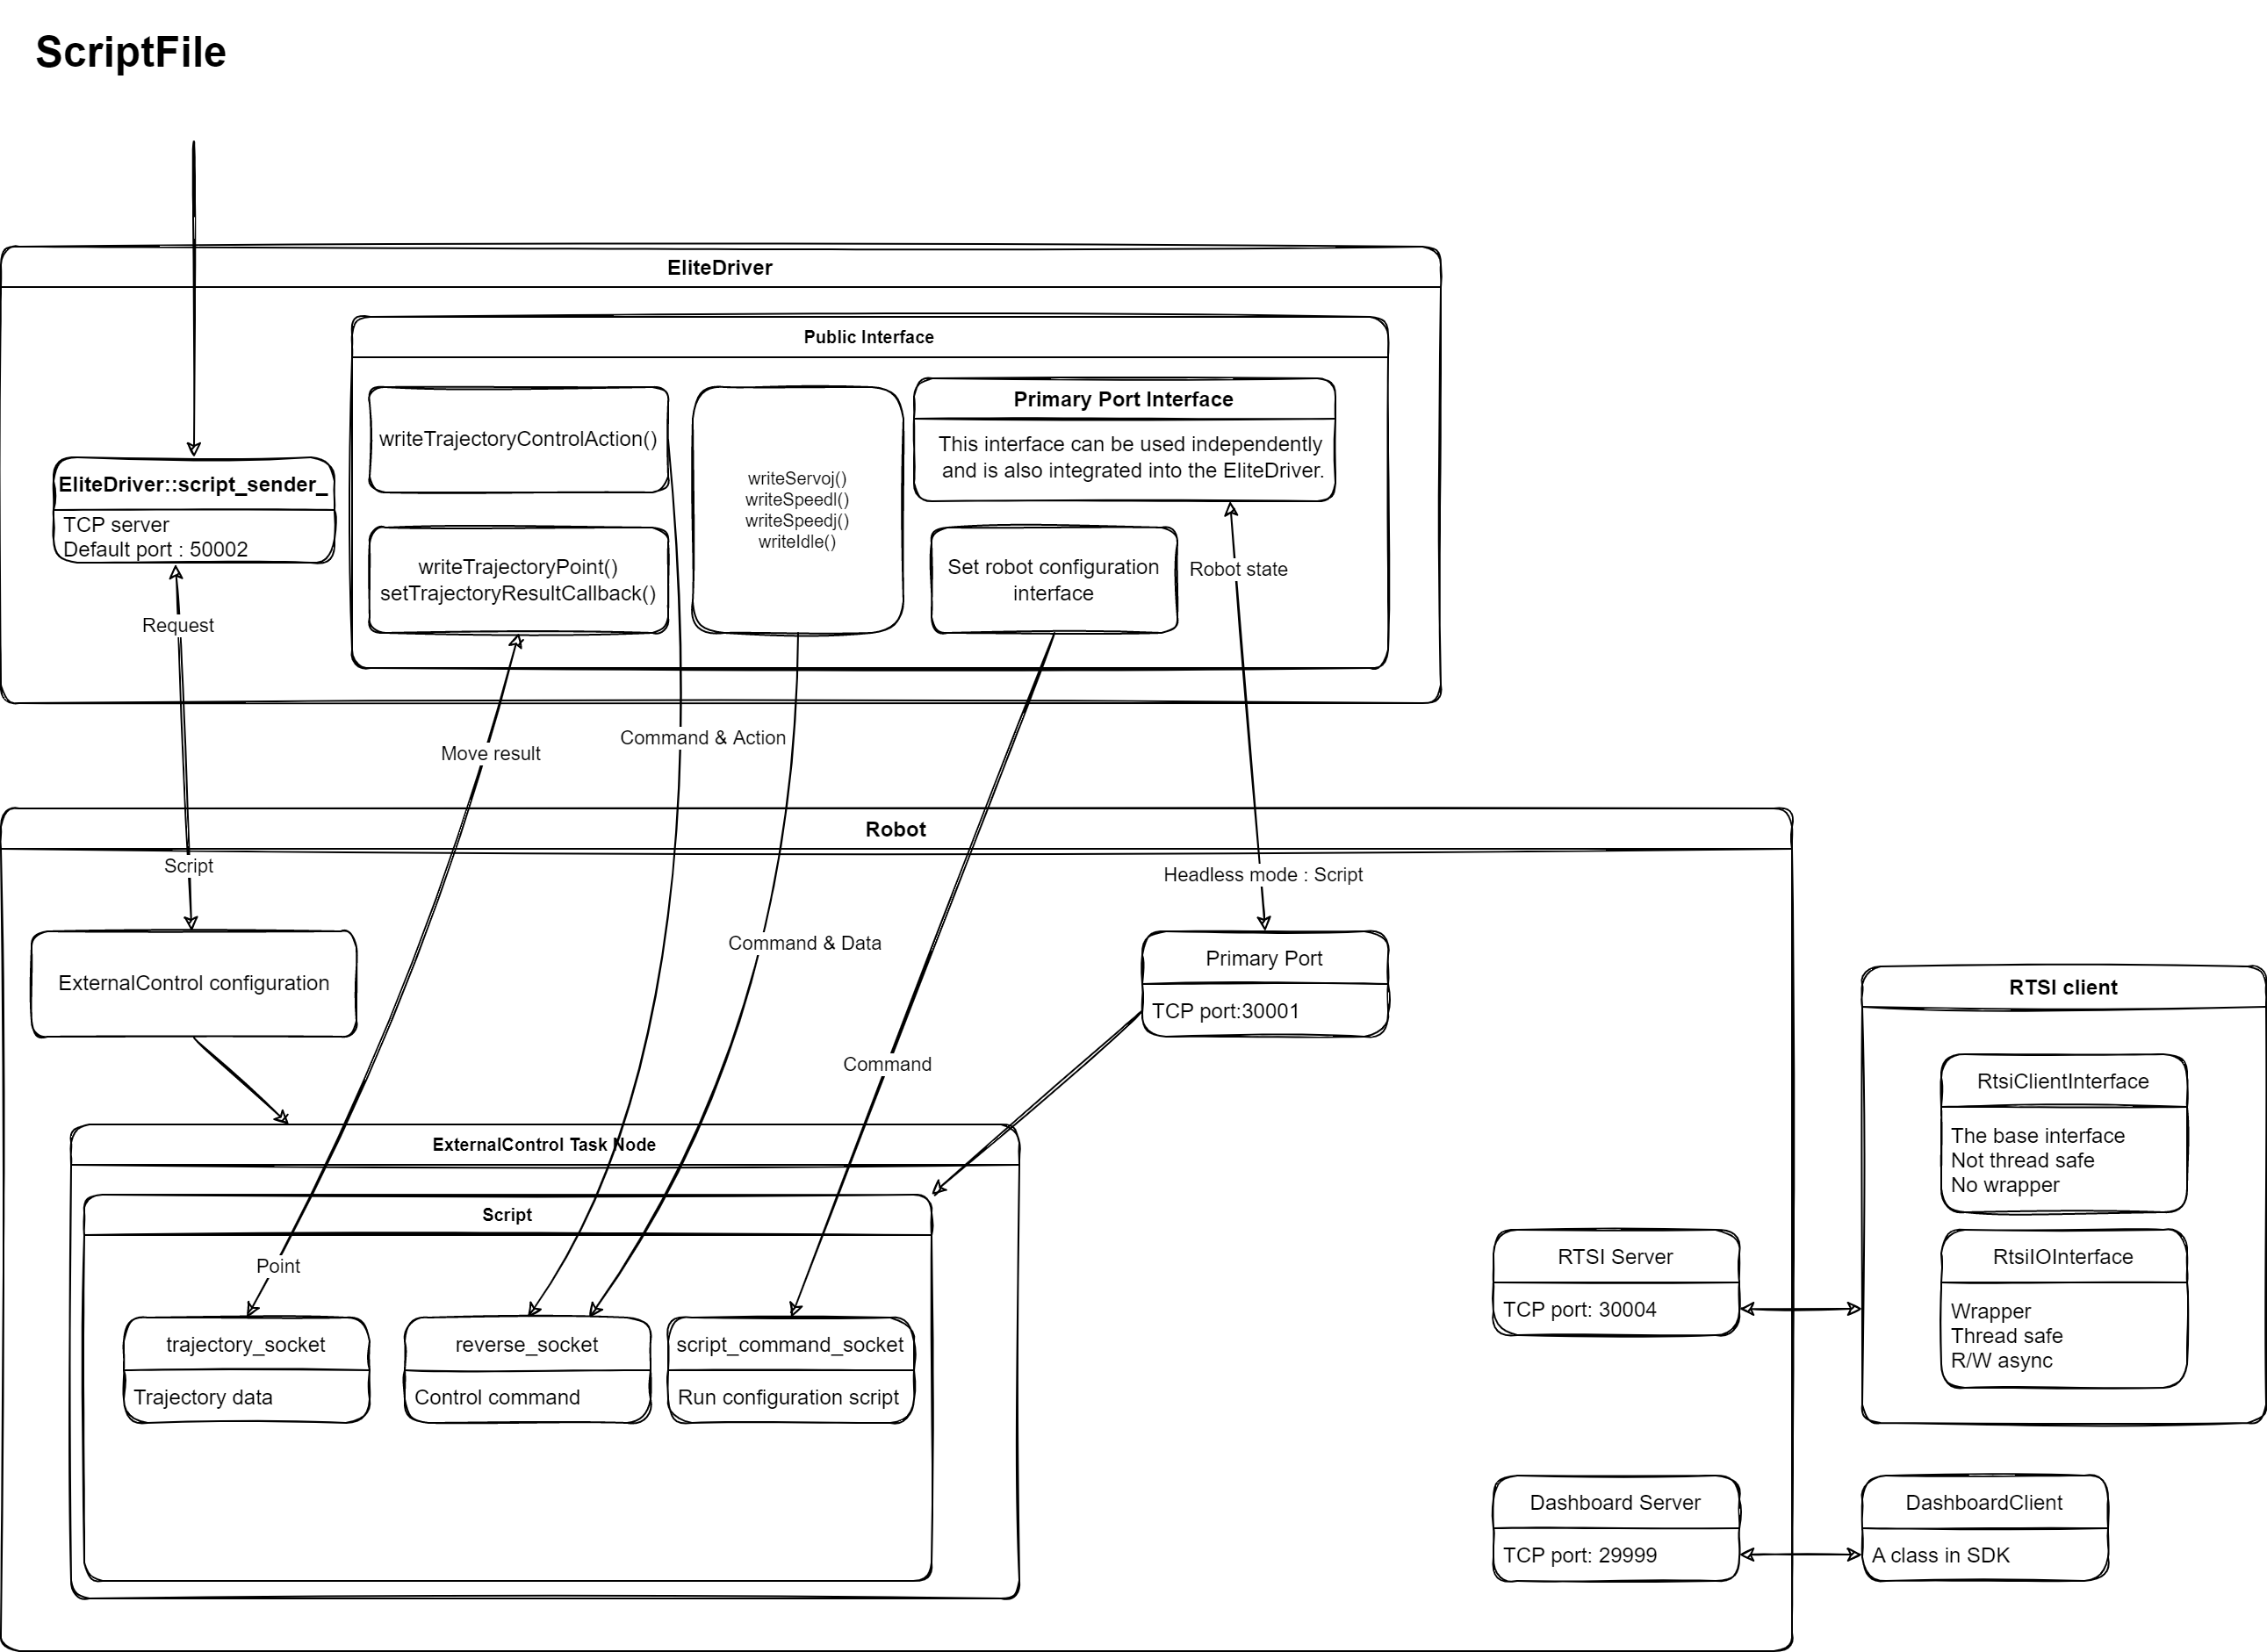 ScriptFile
EliteDriver
Public Interface
writeTrajectoryControlAction()
Primary Port Interface
This interface can be used independently
and is also integrated into the EliteDriver.
EliteDriver::script_sender_
TCP server
Default port : 50002
writeServoj()
writeSpeedl()
writeSpeedj()
writeIdle()
writeTrajectoryPoint()
setTrajectoryResultCallback()
Set robot configuration
interface
Robot state
Request
Move result
Command & Action
Robot
Script
Headless mode : Script
Command & Data
ExternalControl configuration
Primary Port
TCP port:30001
Command
RTSI client
RtsiClientInterface
The base interface
Not thread safe
No wrapper
ExternalControl Task Node
Script
Point
RTSI Server
TCP port: 30004
RtsiIOInterface
Wrapper
Thread safe
R/W async
trajectory_socket
Trajectory data
reverse_socket
Control command
script_command_socket
Run configuration script
Dashboard Server
TCP port: 29999
DashboardClient
A class in SDK